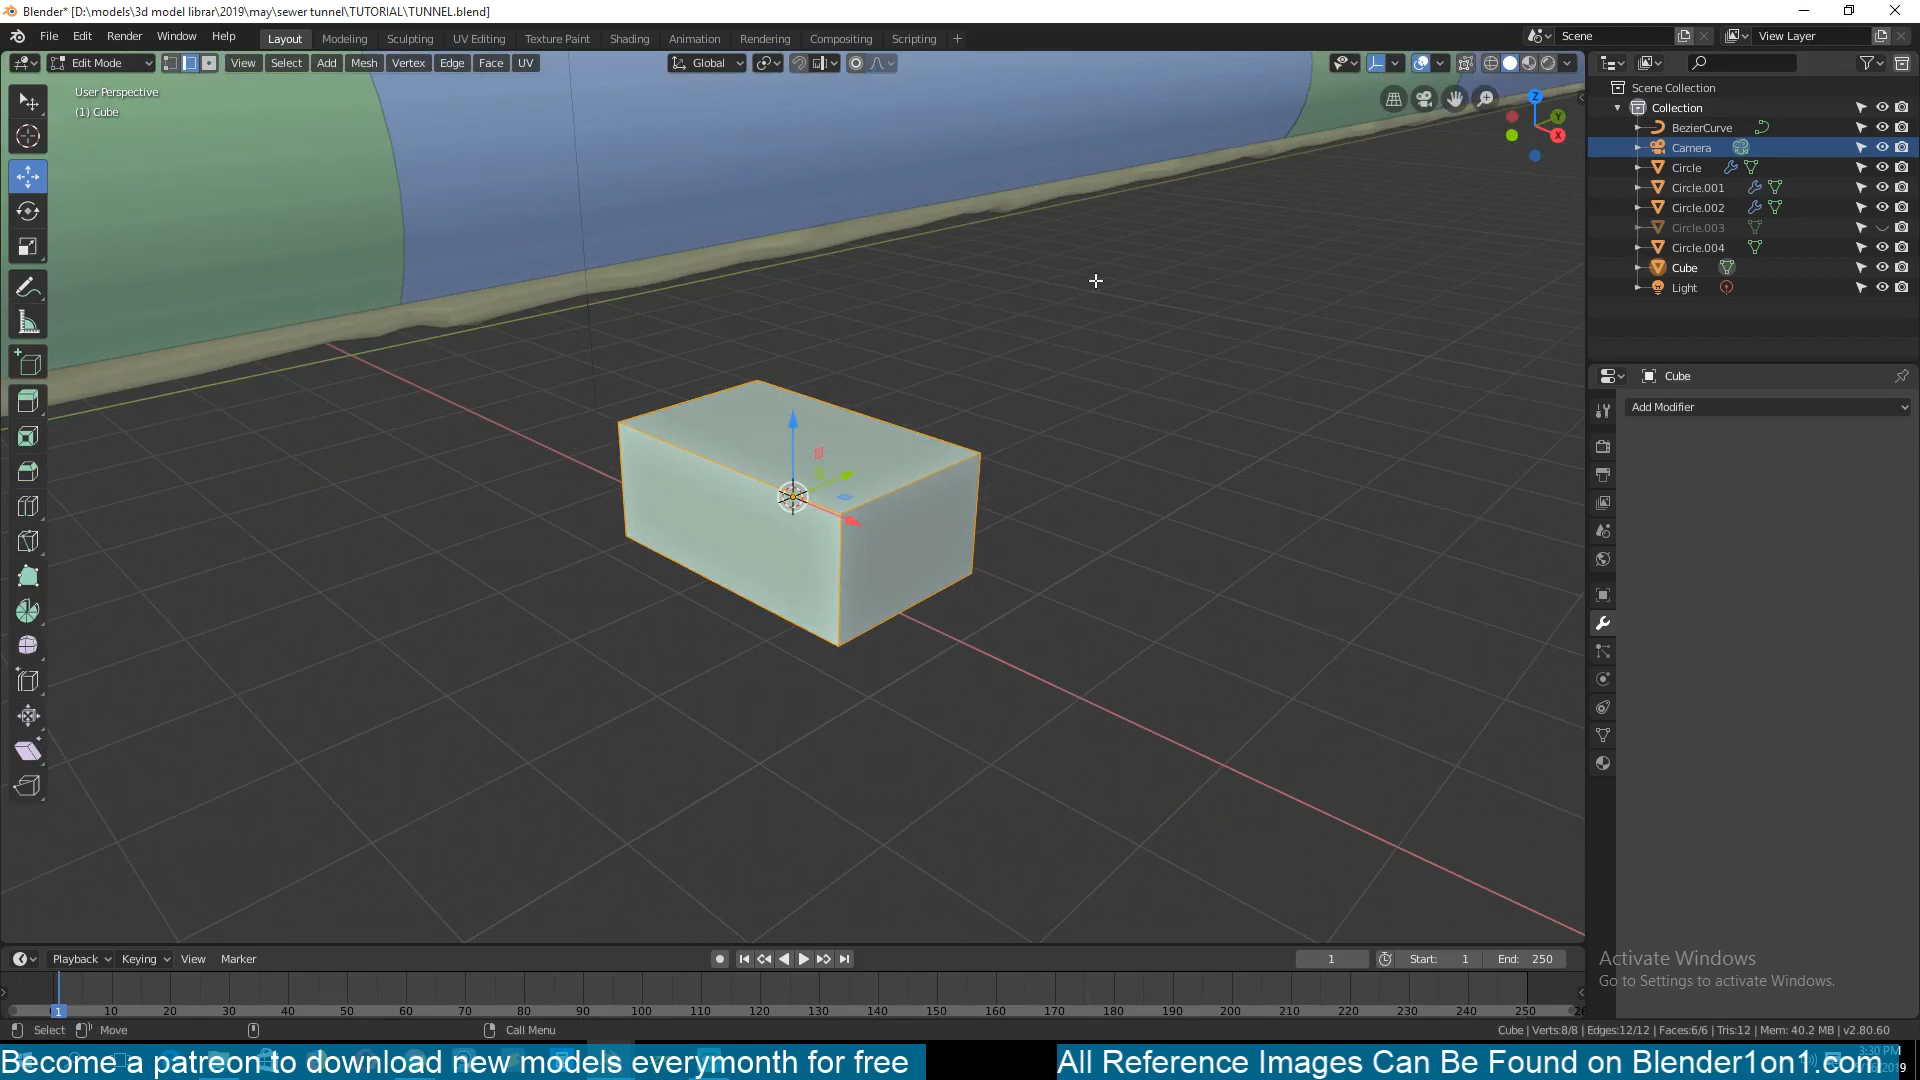 Blender* [D:\models\3d model librar\2019\may\sewer tunnel\TUTORIAL\TUNNEL.blend]
File Edit Render Window Help Layout Modeling Sculpting UV Editing Texture Paint Shading Animation Rendering Compositing Scripting + Scene View Layer
Edit Mode View Select Add Mesh Vertex Edge Face UV Global
User Perspective
(1) Cube
Z
Y
X
Scene Collection
Collection
BezierCurve
Camera
Circle
Circle.001
Circle.002
Circle.003
Circle.004
Cube
Light
Cube
Add Modifier
Playback Keying View Marker 1 Start: 1 End: 250
1 10 20 30 40 50 60 70 80 90 100 110 120 130 140 150 160 170 180 190 200 210 220 230 240 250
Activate Windows
Go to Settings to activate Windows.
Select Move Call Menu Cube | Verts:8/8 | Edges:12/12 | Faces:6/6 | Tris:12 | Mem: 40.2 MB | v2.80.60
Become a patreon to download new models everymonth for free
All Reference Images Can Be Found on Blender1on1.com
3:30 PM